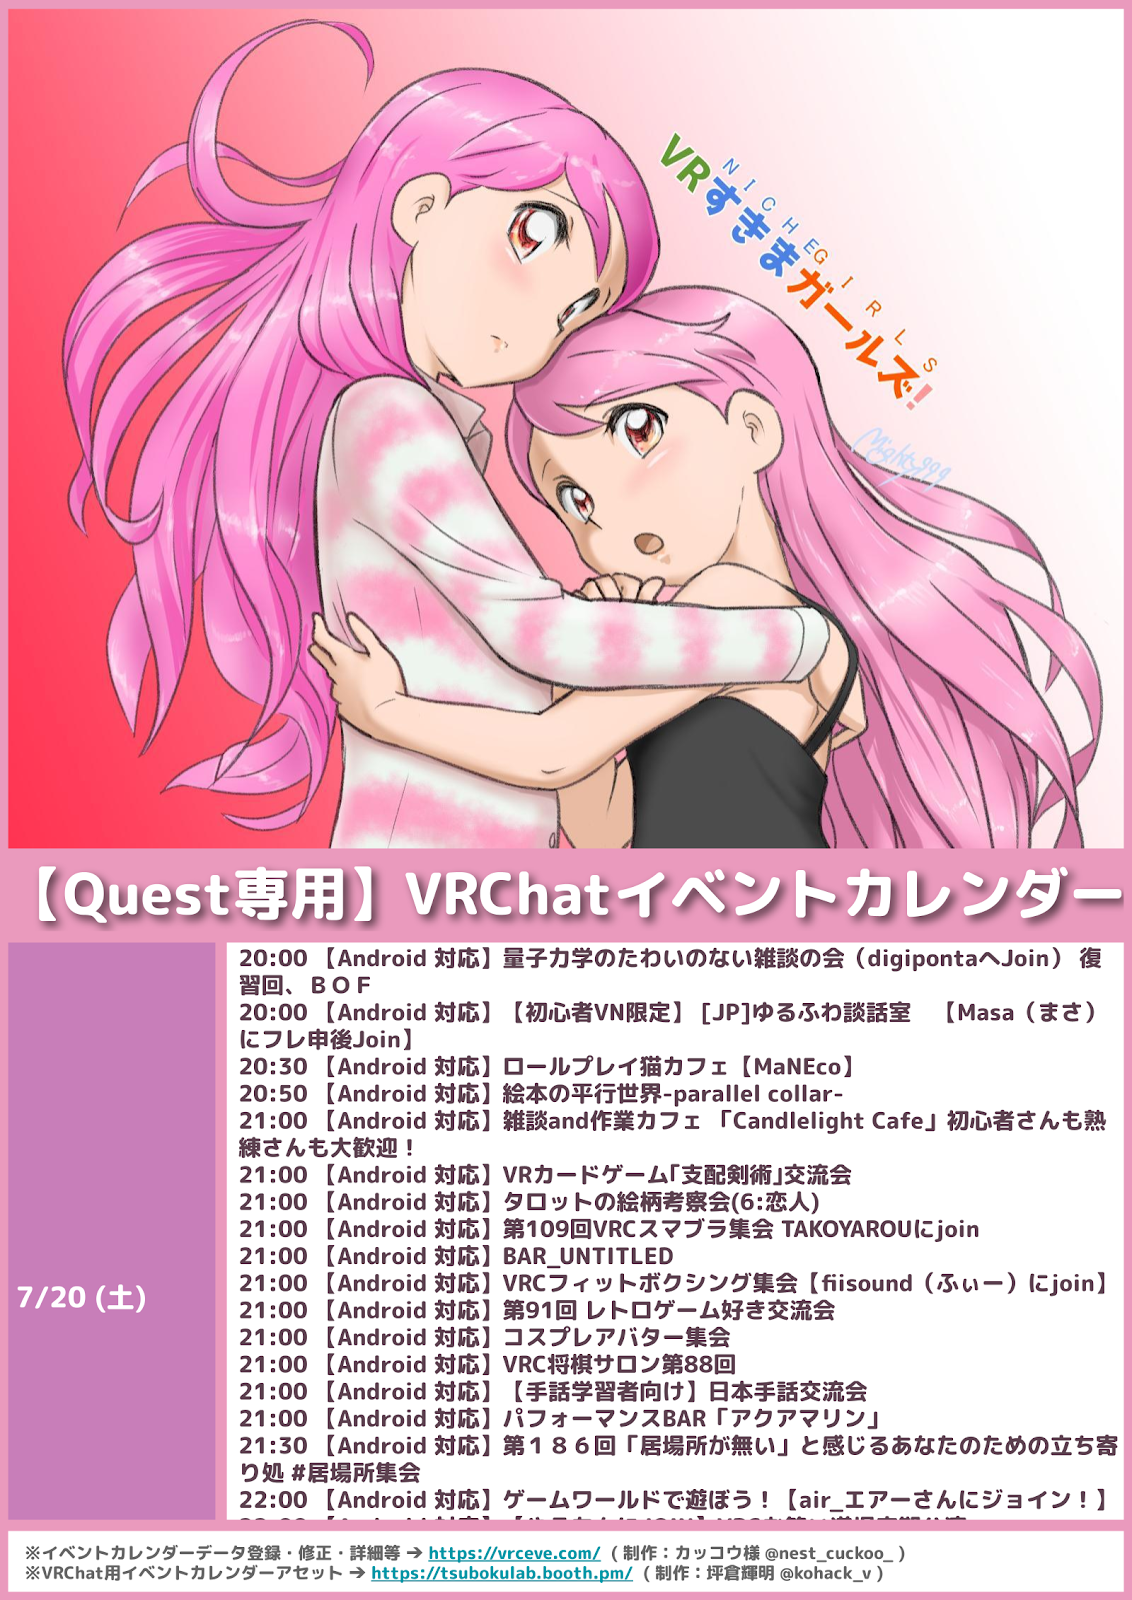 NICHE GIRLS
VRすきまガールズ!
Mighty999
【Quest専用】VRChatイベントカレンダー
7/20 (土)
20:00 【Android 対応】量子力学のたわいのない雑談の会（digipontaへJoin） 復
習回、ＢＯＦ
20:00 【Android 対応】【初心者VN限定】 [JP]ゆるふわ談話室　【Masa（まさ）
にフレ申後Join】
20:30 【Android 対応】ロールプレイ猫カフェ【MaNEco】
20:50 【Android 対応】絵本の平行世界-parallel collar-
21:00 【Android 対応】雑談and作業カフェ 「Candlelight Cafe」初心者さんも熟
練さんも大歓迎！
21:00 【Android 対応】VRカードゲーム｢支配剣術｣交流会
21:00 【Android 対応】タロットの絵柄考察会(6:恋人)
21:00 【Android 対応】第109回VRCスマブラ集会 TAKOYAROUにjoin
21:00 【Android 対応】BAR_UNTITLED
21:00 【Android 対応】VRCフィットボクシング集会【fiisound（ふぃー）にjoin】
21:00 【Android 対応】第91回 レトロゲーム好き交流会
21:00 【Android 対応】コスプレアバター集会
21:00 【Android 対応】VRC将棋サロン第88回
21:00 【Android 対応】【手話学習者向け】日本手話交流会
21:00 【Android 対応】パフォーマンスBAR「アクアマリン」
21:30 【Android 対応】第１８６回「居場所が無い」と感じるあなたのための立ち寄
り処 #居場所集会
22:00 【Android 対応】ゲームワールドで遊ぼう！【air_エアーさんにジョイン！】
※イベントカレンダーデータ登録・修正・詳細等 ➔ https://vrceve.com/ ( 制作：カッコウ様 @nest_cuckoo_ )
※VRChat用イベントカレンダーアセット ➔ https://tsubokulab.booth.pm/ ( 制作：坪倉輝明 @kohack_v )